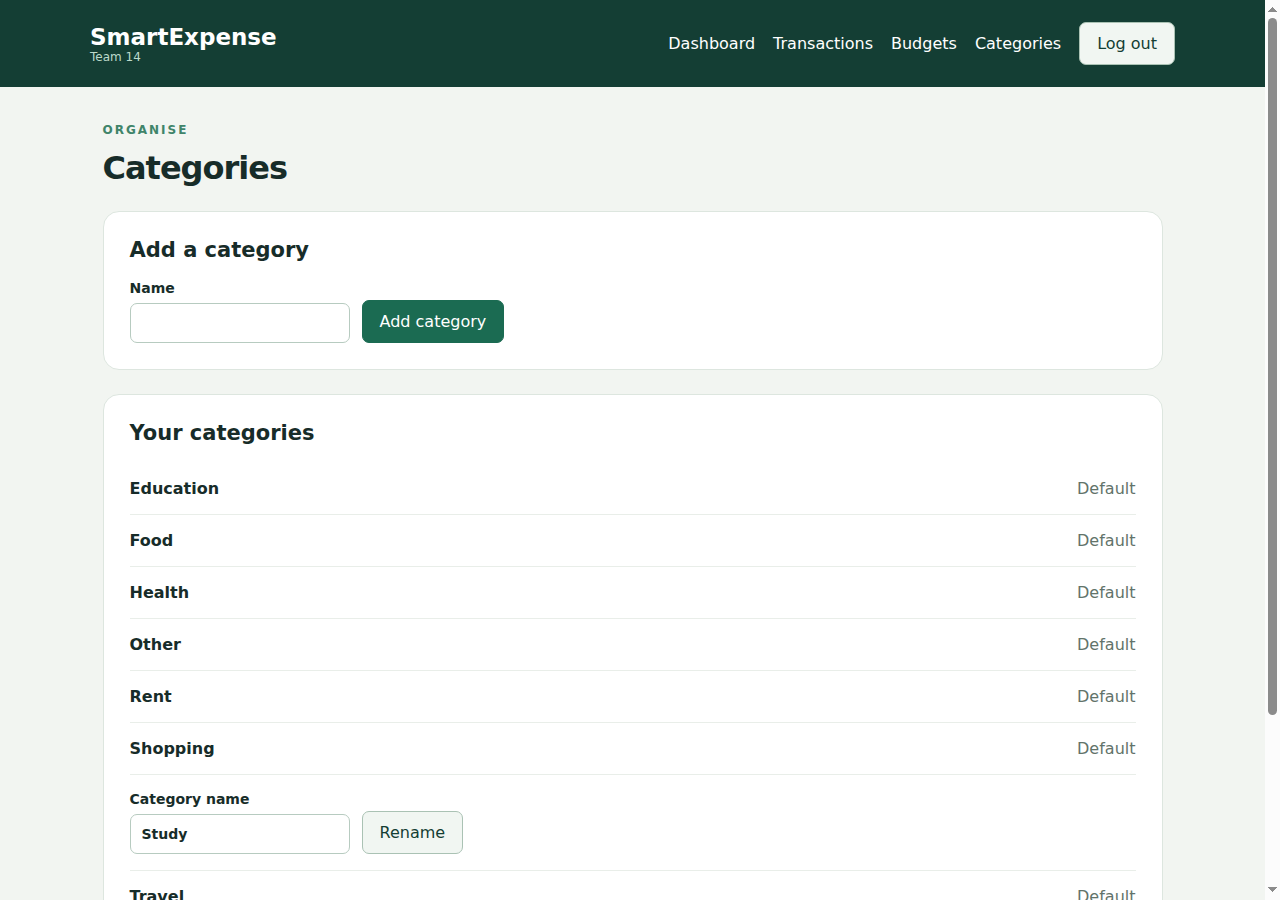 SmartExpense
Team 14
Dashboard Transactions Budgets Categories Log out
ORGANISE
Categories
Add a category
Name
Add category
Your categories
Education Default
Food Default
Health Default
Other Default
Rent Default
Shopping Default
Category name
Study Rename
Travel Default